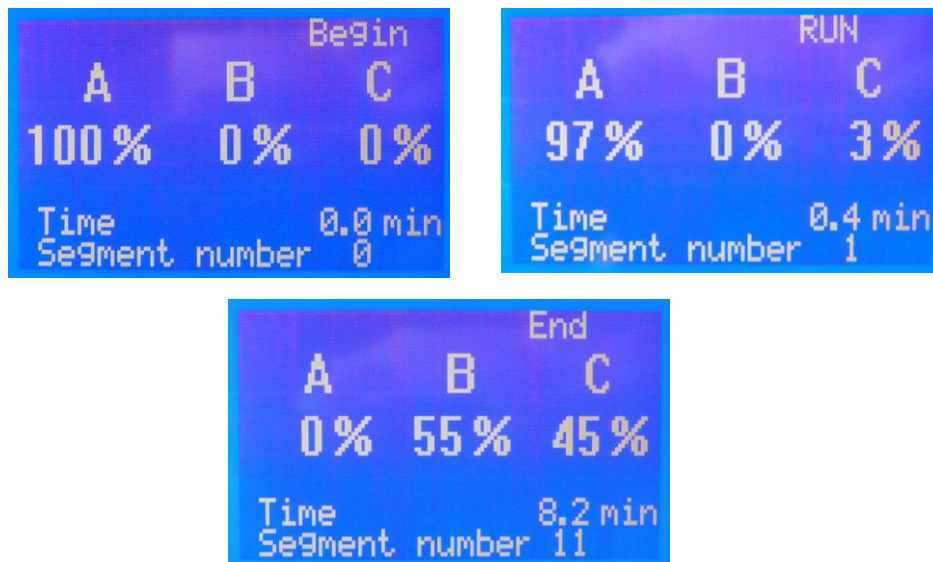 Begin
A B C
100% 0% 0%
Time 0.0 min
Segment number 0
RUN
A B C
97% 0% 3%
Time 0.4 min
Segment number 1
End
A B C
0% 55% 45%
Time 8.2 min
Segment number 11